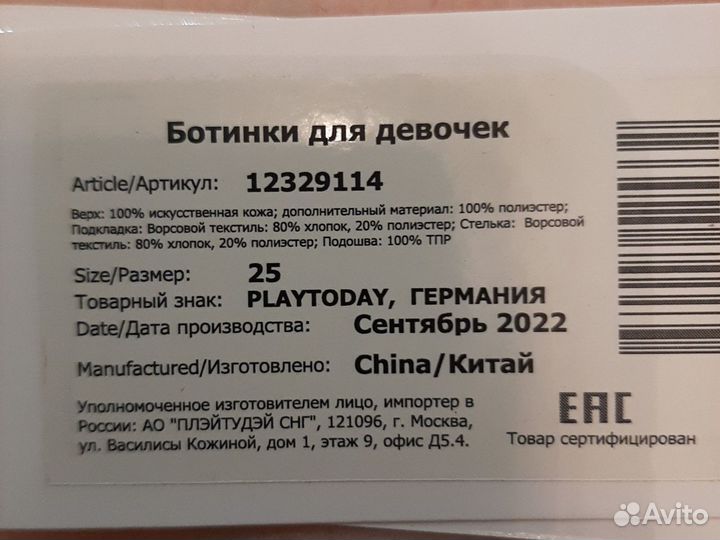 Ботинки для девочек
Article/Артикул: 12329114
Верх: 100% искусственная кожа; дополнительный материал: 100% полиэстер;
Подкладка: Ворсовой текстиль: 80% хлопок, 20% полиэстер; Стелька: Ворсовой
текстиль: 80% хлопок, 20% полиэстер; Подошва: 100% ТПР
Size/Размер: 25
Товарный знак: PLAYTODAY, ГЕРМАНИЯ
Date/Дата производства: Сентябрь 2022
Manufactured/Изготовлено: China/Китай
Уполномоченное изготовителем лицо, импортер в
России: АО "ПЛЭЙТУДЭЙ СНГ", 121096, г. Москва,
ул. Василисы Кожиной, дом 1, этаж 9, офис Д5.4.
ЕАС
Товар сертифицирован
Avito